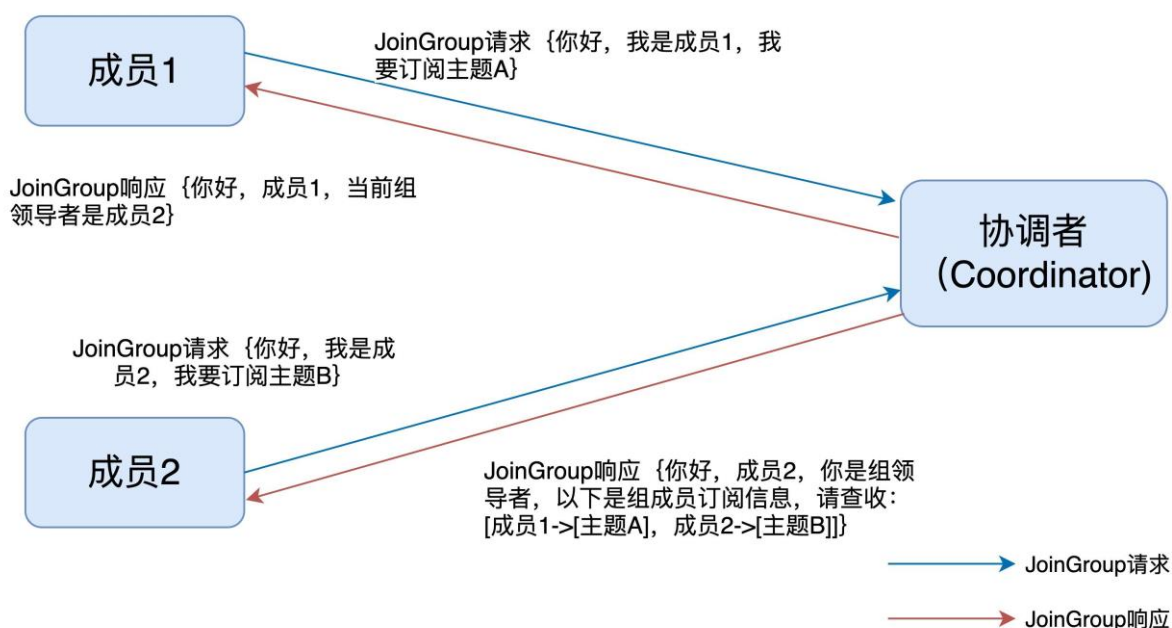 成员1
JoinGroup请求｛你好，我是成员1，我
要订阅主题A｝
JoinGroup响应｛你好，成员1，当前组
领导者是成员2｝
协调者
（Coordinator)
JoinGroup请求｛你好，我是成
员2，我要订阅主题B｝
成员2
JoinGroup响应｛你好，成员2，你是组领
导者，以下是组成员订阅信息，请查收：
[成员1->[主题A]，成员2->[主题B]]｝
JoinGroup请求
JoinGroup响应